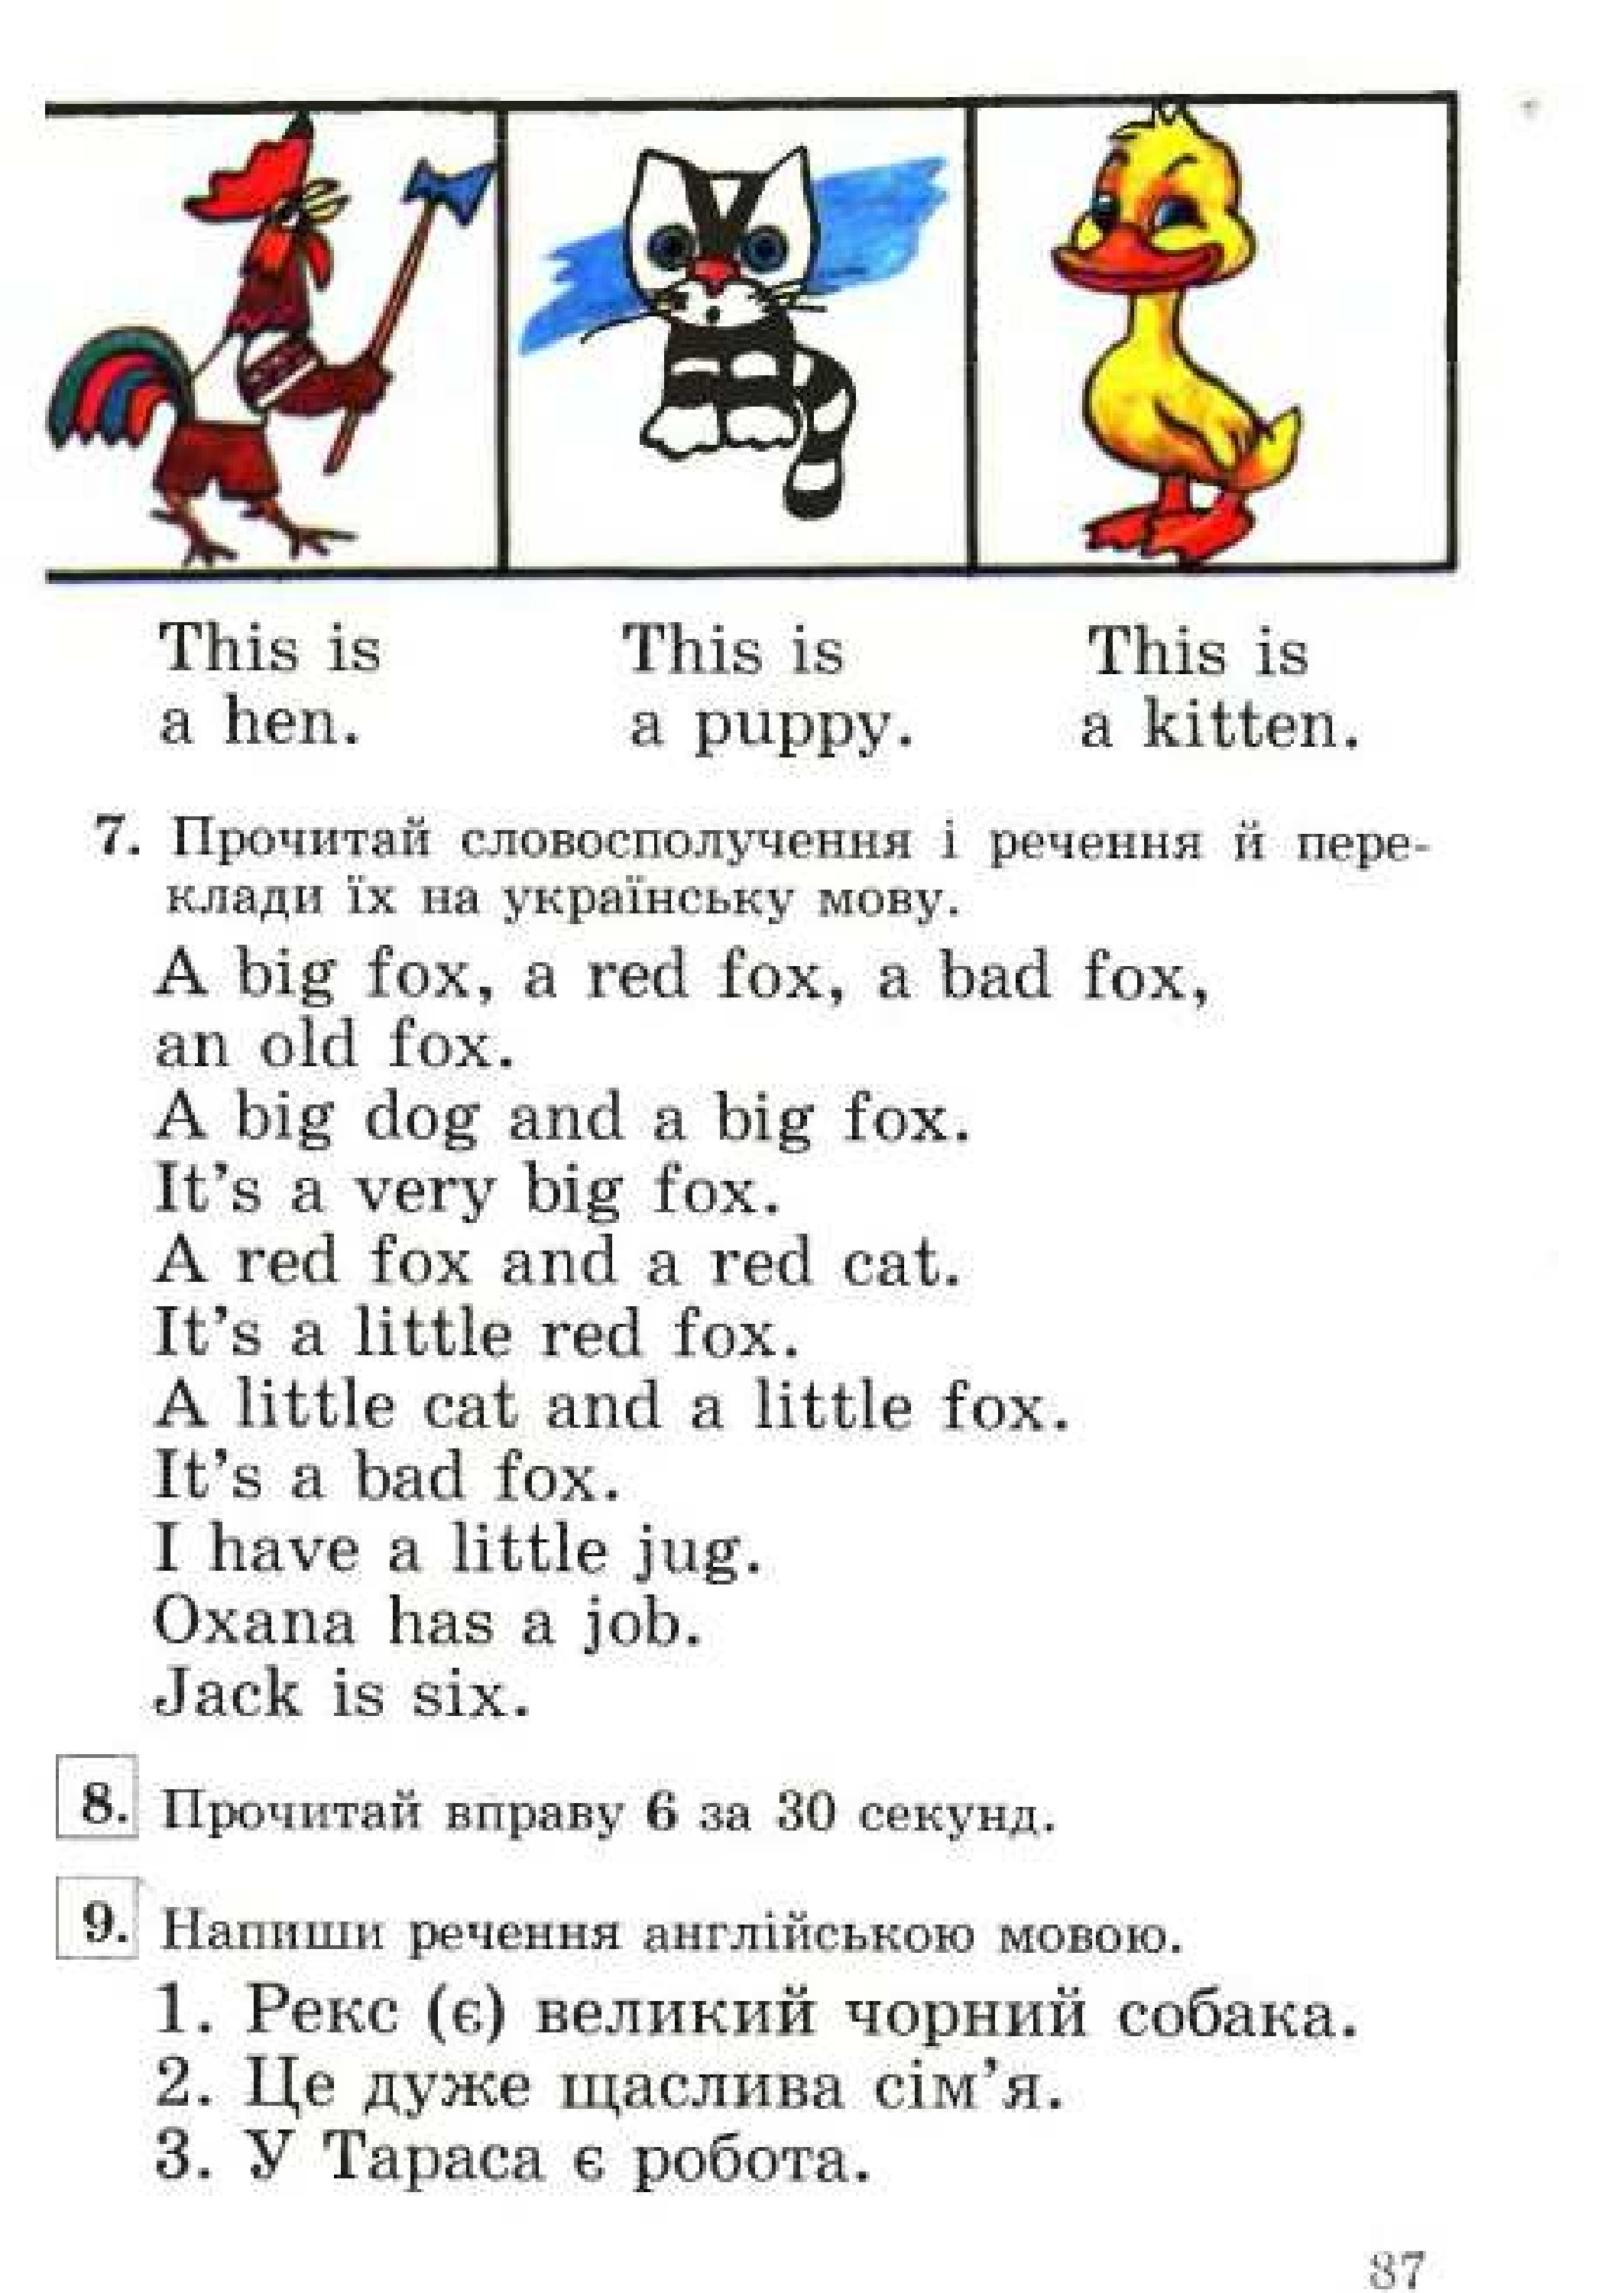 This is This is This is
a hen. a puppy. a kitten.
7. Прочитай словосполучення і речення й пере-
клади їх на українську мову.
A big fox, a red fox, a bad fox,
an old fox.
A big dog and a big fox.
It’s a very big fox.
A red fox and a red cat.
It’s a little red fox.
A little cat and a little fox.
It’s a bad fox.
I have a little jug.
Oxana has a job.
Jack is six.
8. Прочитай вправу 6 за 30 секунд.
9. Напиши речення англійською мовою.
1. Рекс (є) великий чорний собака.
2. Це дуже щаслива сім’я.
3. У Тараса є робота.
87